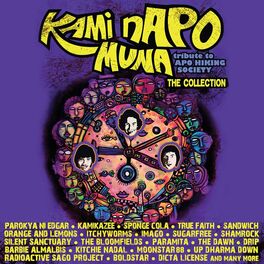 KAMI nAPO
MUNA
tribute to
APO HIKING
SOCIETY
THE COLLECTION
PAROKYA NI EDGAR • KAMIKAZEE • SPONGE COLA • TRUE FAITH • SANDWICH
ORANGE AND LEMONS • ITCHYWORMS • IMAGO • SUGARFREE • SHAMROCK
SILENT SANCTUARY • THE BLOOMFIELDS • PARAMITA • THE DAWN • DRIP
BARBIE ALMALBIS • KITCHIE NADAL • MOONSTAR88 • UP DHARMA DOWN
RADIOACTIVE SAGO PROJECT • BOLDSTAR • DICTA LICENSE AND MANY MORE